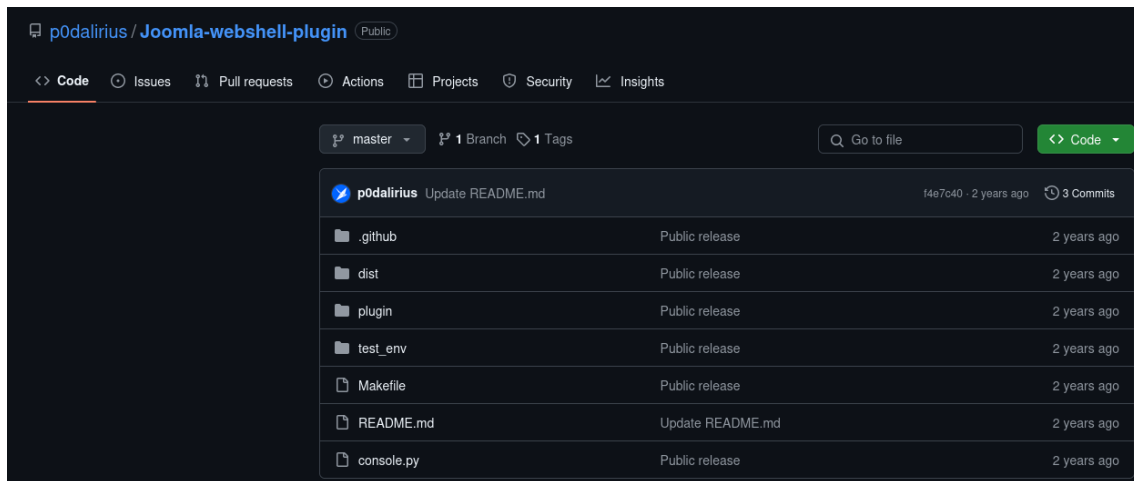 p0dalirius / Joomla-webshell-plugin Public
Code Issues Pull requests Actions Projects Security Insights
master 1 Branch 1 Tags Go to file Code
p0dalirius Update README.md f4e7c40 · 2 years ago 3 Commits
.github Public release 2 years ago
dist Public release 2 years ago
plugin Public release 2 years ago
test_env Public release 2 years ago
Makefile Public release 2 years ago
README.md Update README.md 2 years ago
console.py Public release 2 years ago